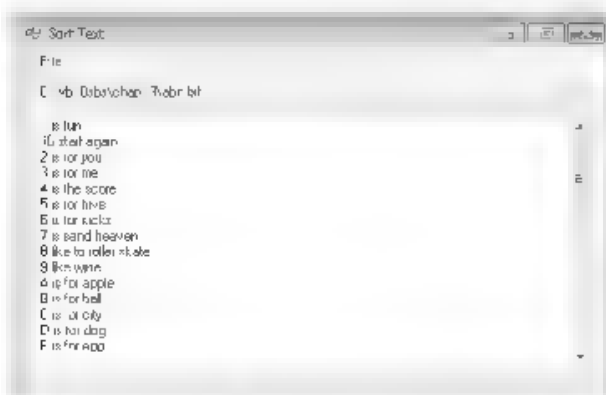 Sort Text
File
is fun
start again
2 is for you
3 is for me
4 is the score
5 is for hive
6 is for
7 is sand heaven
8 like to roller skate
9 like wine
A is for apple
B is for ball
C is for city
D is for dog
is for